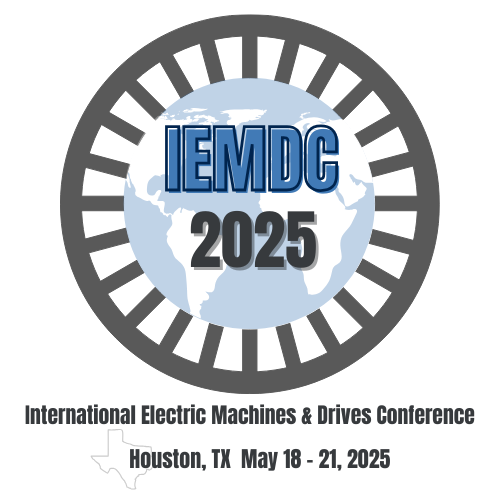 IEMDC
2025
International Electric Machines & Drives Conference
Houston, TX May 18 - 21, 2025